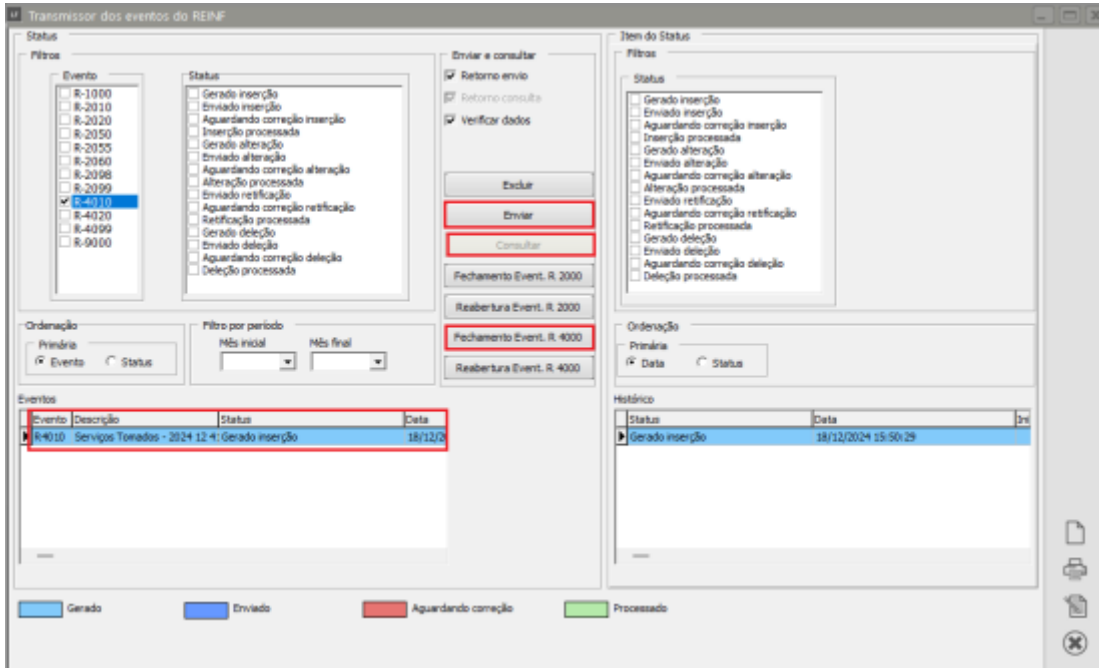 Transmissor dos eventos do REINF
Status
Filtros
Evento
R-1000
R-2010
R-2020
R-2050
R-2055
R-2060
R-2098
R-2099
R-4010
R-4020
R-4099
R-9000
Status
Gerado inserção
Enviado inserção
Aguardando correção inserção
Inserção processada
Gerado alteração
Enviado alteração
Aguardando correção alteração
Alteração processada
Enviado retificação
Aguardando correção retificação
Retificação processada
Gerado deleção
Enviado deleção
Aguardando correção deleção
Deleção processada
Enviar e consultar
Retorno envio
Retorno consulta
Verificar dados
Excluir
Enviar
Consultar
Fechamento Event. R 2000
Reabertura Event. R 2000
Fechamento Event. R 4000
Reabertura Event. R 4000
Ordenação
Primária
Evento Status
Filtro por período
Mês inicial Mês final
Eventos
Evento Descrição Status Data
R4010 Serviços Tomados - 2024 12 4 Gerado inserção 18/12/20
Item do Status
Filtros
Status
Gerado inserção
Enviado inserção
Aguardando correção inserção
Inserção processada
Gerado alteração
Enviado alteração
Aguardando correção alteração
Alteração processada
Enviado retificação
Aguardando correção retificação
Retificação processada
Gerado deleção
Enviado deleção
Aguardando correção deleção
Deleção processada
Ordenação
Primária
Data Status
Histórico
Status Data
Gerado inserção 18/12/2024 15:50:29
Gerado Enviado Aguardando correção Processado